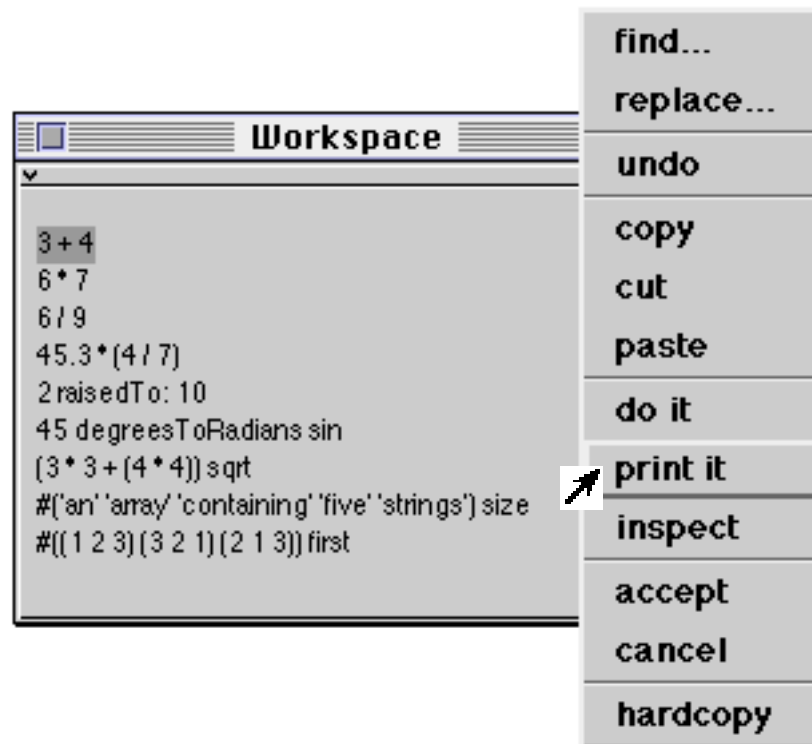 Workspace
3 + 4
6 * 7
6 / 9
45.3 * (4 / 7)
2 raisedTo: 10
45 degreesToRadians sin
(3 * 3 + (4 * 4)) sqrt
#('an' 'array' 'containing' 'five' 'strings') size
#((1 2 3) (3 2 1) (2 1 3)) first
find...
replace...
undo
copy
cut
paste
do it
print it
inspect
accept
cancel
hardcopy